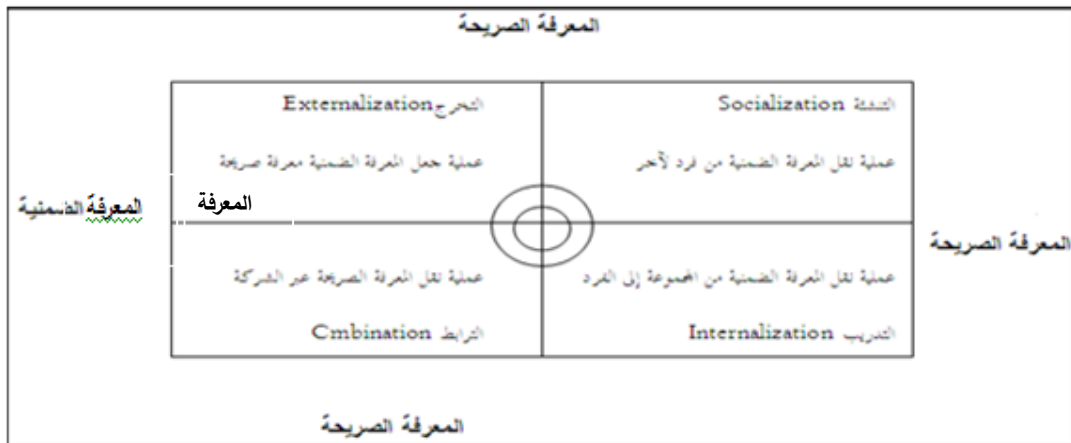 المعرفة الصريحة
التنشئة Socialization
عملية نقل المعرفة الضمنية من فرد لآخر
التخرجExternalization
عملية جعل المعرفة الضمنية معرفة صريحة
المعرفة الصريحة
المعرفة
المعرفة الضمنية
عملية نقل المعرفة الضمنية من المجموعة إلى الفرد
التدريب Internalization
عملية نقل المعرفة الصريحة عبر الشركة
الترابط Cmbination
المعرفة الصريحة